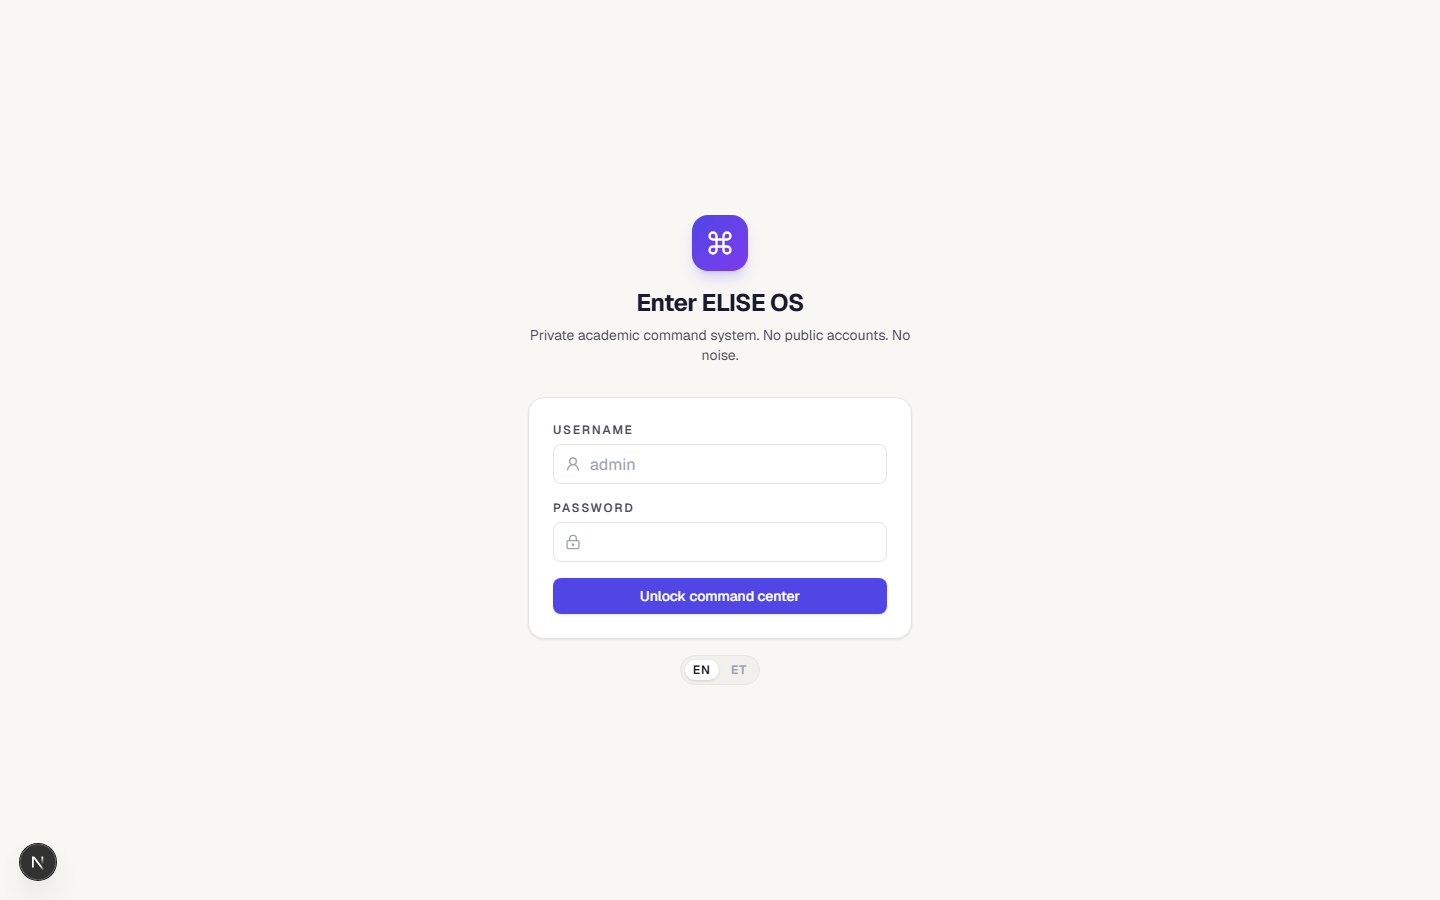 Enter ELISE OS
Private academic command system. No public accounts. No
noise.
USERNAME
admin
PASSWORD
Unlock command center
EN ET
N